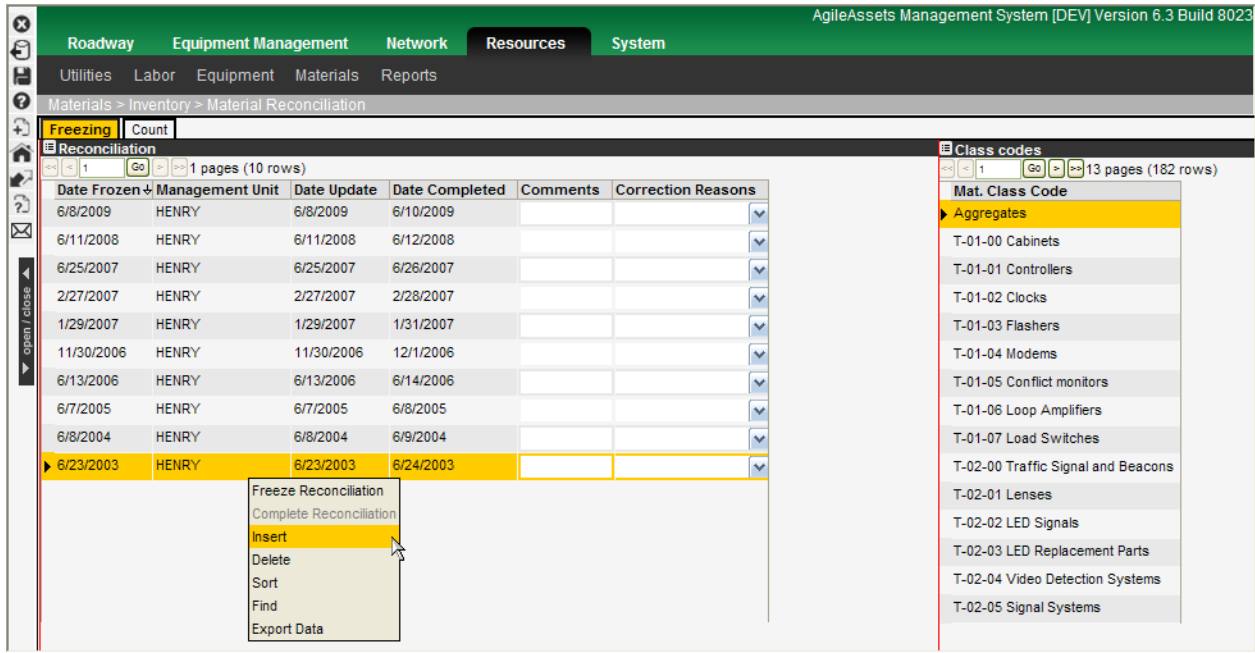 AgileAssets Management System [DEV] Version 6.3 Build 8023
Roadway Equipment Management Network Resources System
Utilities Labor Equipment Materials Reports
Materials > Inventory > Material Reconciliation
Freezing Count
open / close
Reconciliation
<< < 1 Go > >> 1 pages (10 rows)
Date Frozen Management Unit Date Update Date Completed Comments Correction Reasons
6/8/2009 HENRY 6/8/2009 6/10/2009
6/11/2008 HENRY 6/11/2008 6/12/2008
6/25/2007 HENRY 6/25/2007 6/26/2007
2/27/2007 HENRY 2/27/2007 2/28/2007
1/29/2007 HENRY 1/29/2007 1/31/2007
11/30/2006 HENRY 11/30/2006 12/1/2006
6/13/2006 HENRY 6/13/2006 6/14/2006
6/7/2005 HENRY 6/7/2005 6/8/2005
6/8/2004 HENRY 6/8/2004 6/9/2004
6/23/2003 HENRY 6/23/2003 6/24/2003
Freeze Reconciliation
Complete Reconciliation
Insert
Delete
Sort
Find
Export Data
Class codes
<< < 1 Go > >> 13 pages (182 rows)
Mat. Class Code
Aggregates
T-01-00 Cabinets
T-01-01 Controllers
T-01-02 Clocks
T-01-03 Flashers
T-01-04 Modems
T-01-05 Conflict monitors
T-01-06 Loop Amplifiers
T-01-07 Load Switches
T-02-00 Traffic Signal and Beacons
T-02-01 Lenses
T-02-02 LED Signals
T-02-03 LED Replacement Parts
T-02-04 Video Detection Systems
T-02-05 Signal Systems